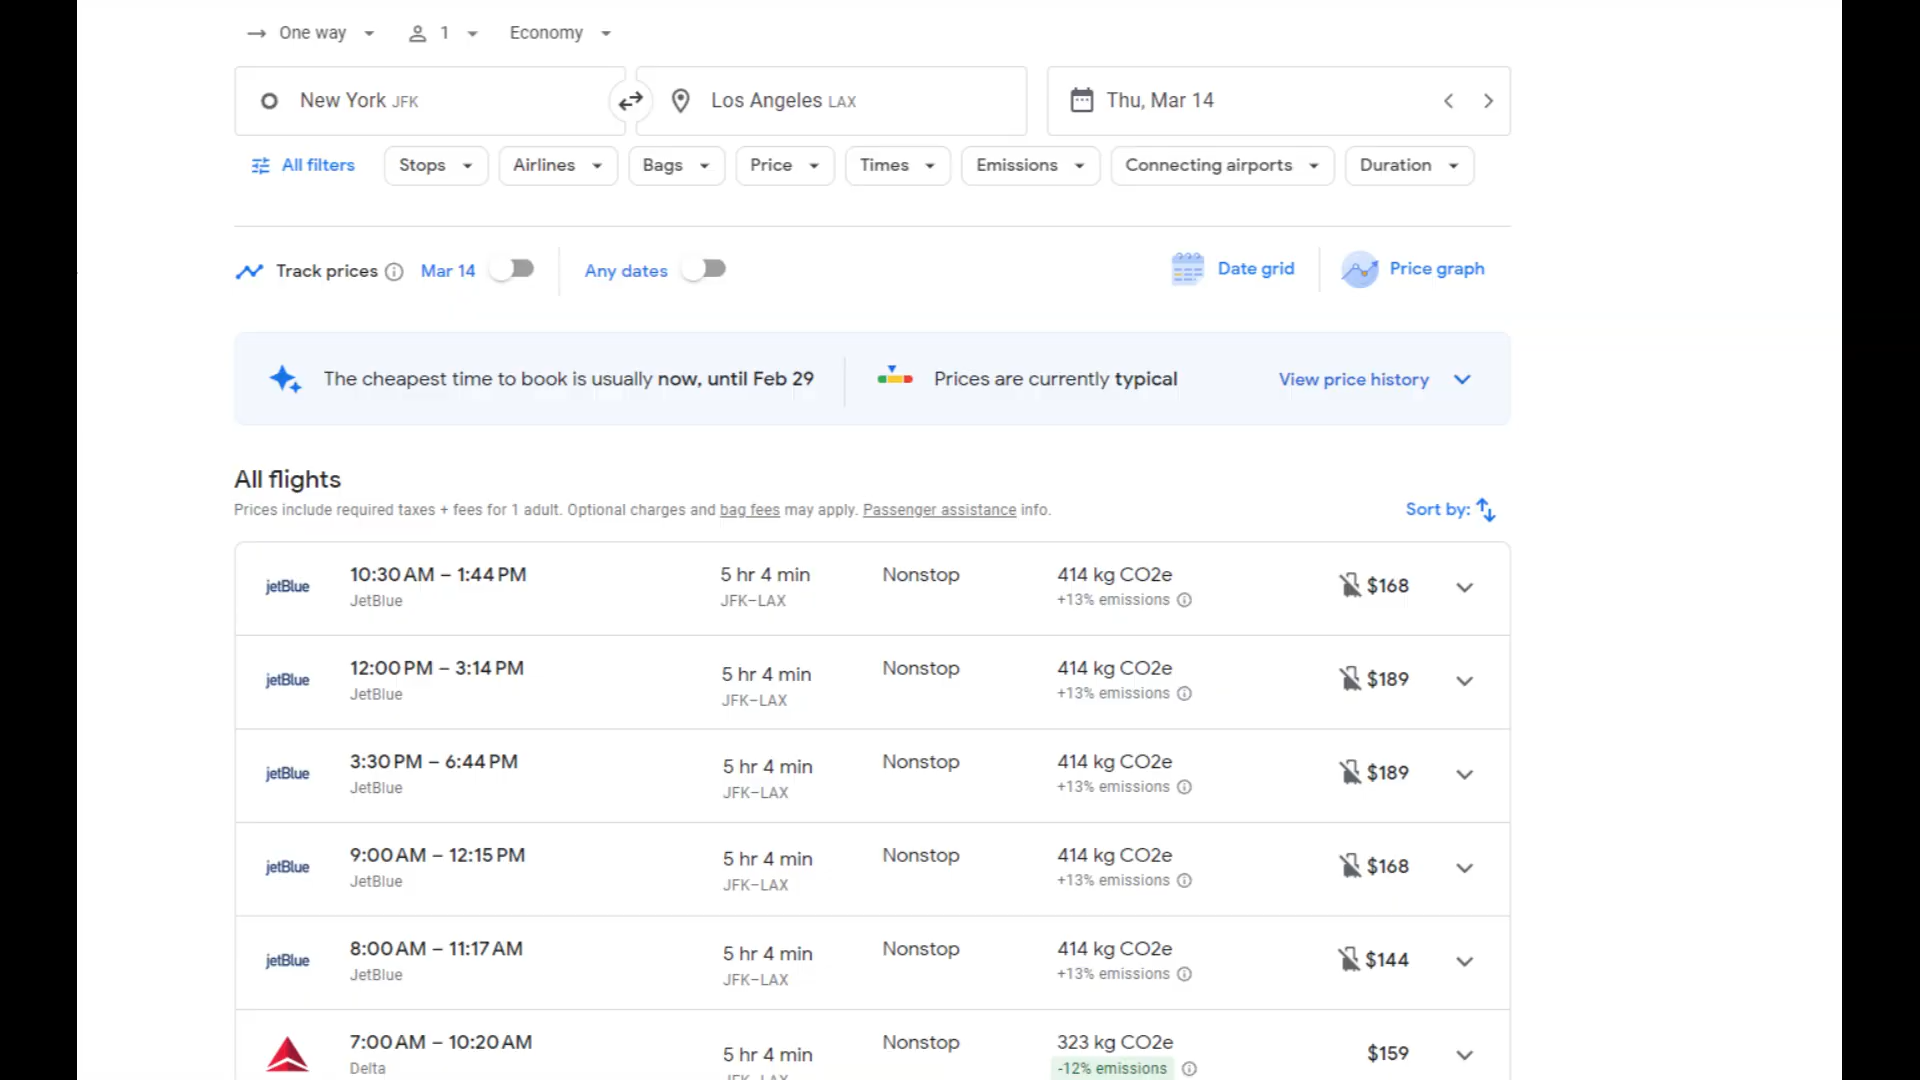 One way 1 Economy
New York JFK Los Angeles LAX Thu, Mar 14
All filters Stops Airlines Bags Price Times Emissions Connecting airports Duration
Track prices Mar 14 Any dates Date grid Price graph
The cheapest time to book is usually now, until Feb 29 Prices are currently typical View price history
All flights
Prices include required taxes + fees for 1 adult. Optional charges and bag fees may apply. Passenger assistance info. Sort by:
jetBlue 10:30 AM – 1:44 PM 5 hr 4 min Nonstop 414 kg CO2e $168
JetBlue JFK–LAX +13% emissions
jetBlue 12:00 PM – 3:14 PM 5 hr 4 min Nonstop 414 kg CO2e $189
JetBlue JFK–LAX +13% emissions
jetBlue 3:30 PM – 6:44 PM 5 hr 4 min Nonstop 414 kg CO2e $189
JetBlue JFK–LAX +13% emissions
jetBlue 9:00 AM – 12:15 PM 5 hr 4 min Nonstop 414 kg CO2e $168
JetBlue JFK–LAX +13% emissions
jetBlue 8:00 AM – 11:17 AM 5 hr 4 min Nonstop 414 kg CO2e $144
JetBlue JFK–LAX +13% emissions
7:00 AM – 10:20 AM 5 hr 4 min Nonstop 323 kg CO2e $159
Delta JFK–LAX -12% emissions